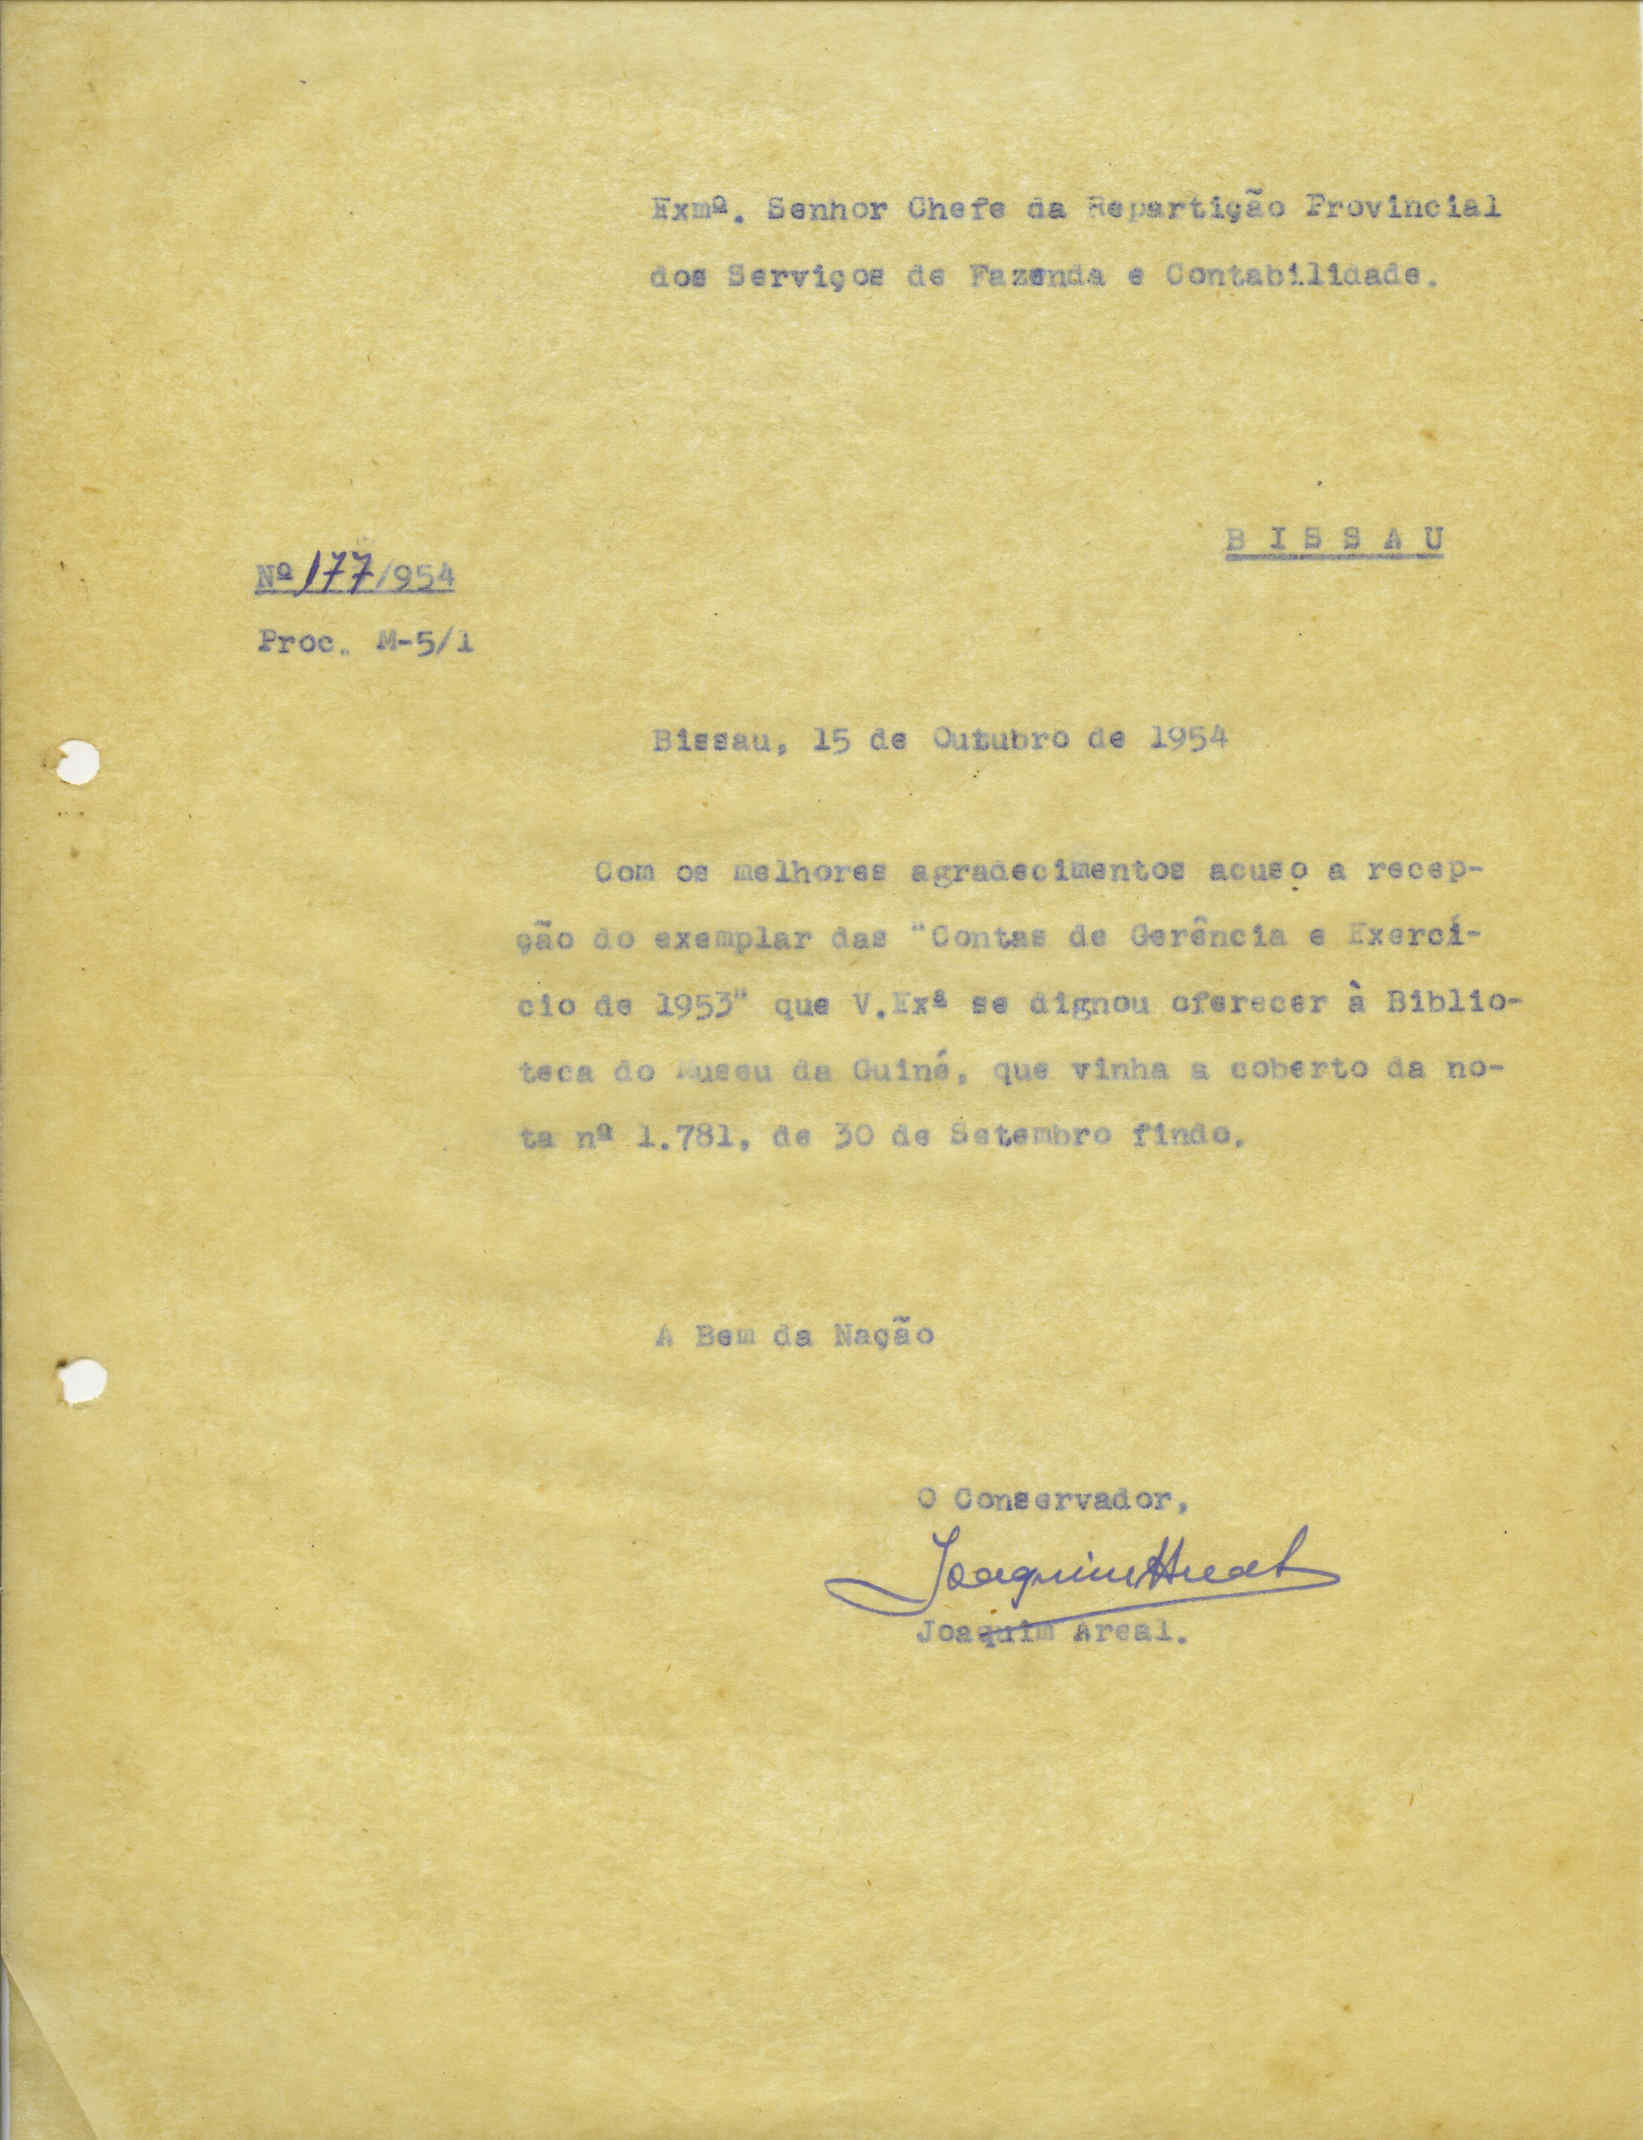 Exmº. Senhor Chefe da Repartição Provincial
dos Serviços de Fazenda e Contabilidade.
B I S S A U
Nº 177/954
Proc. M-5/1
Bissau, 15 de Outubro de 1954
Com os melhores agradecimentos acuso a recep-
ção do exemplar das "Contas de Gerência e Exercí-
cio de 1953" que V.Exª se dignou oferecer à Biblio-
teca do Museu da Guiné, que vinha a coberto da no-
ta nº 1.781, de 30 de Setembro findo.
A Bem da Nação
O Conservador,
Joaquim Areal
Joaquim Areal.